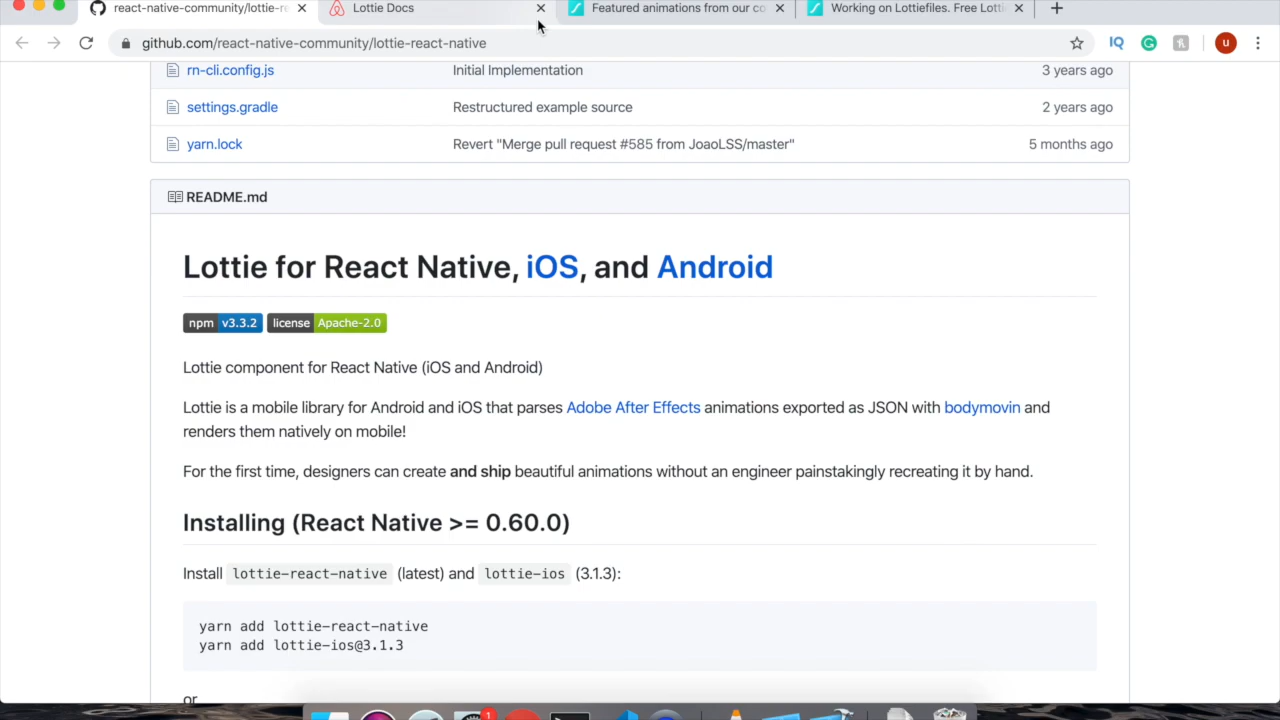 react-native-community/lottie-re
Lottie Docs
Featured animations from our co
Working on Lottiefiles. Free Lotti
github.com/react-native-community/lottie-react-native
IQ
u
rn-cli.config.js Initial Implementation 3 years ago
settings.gradle Restructured example source 2 years ago
yarn.lock Revert "Merge pull request #585 from JoaoLSS/master" 5 months ago
README.md
Lottie for React Native, iOS, and Android
npm v3.3.2 license Apache-2.0
Lottie component for React Native (iOS and Android)
Lottie is a mobile library for Android and iOS that parses Adobe After Effects animations exported as JSON with bodymovin and
renders them natively on mobile!
For the first time, designers can create and ship beautiful animations without an engineer painstakingly recreating it by hand.
Installing (React Native >= 0.60.0)
Install lottie-react-native (latest) and lottie-ios (3.1.3):
yarn add lottie-react-native
yarn add lottie-ios@3.1.3
or
1